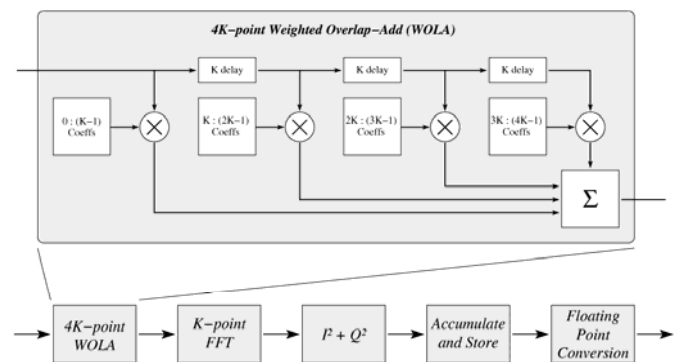 4K-point Weighted Overlap-Add (WOLA)
K delay
K delay
K delay
0 : (K-1)
Coeffs
K : (2K-1)
Coeffs
2K : (3K-1)
Coeffs
3K : (4K-1)
Coeffs
Σ
4K-point
WOLA
K-point
FFT
I² + Q²
Accumulate
and Store
Floating
Point
Conversion